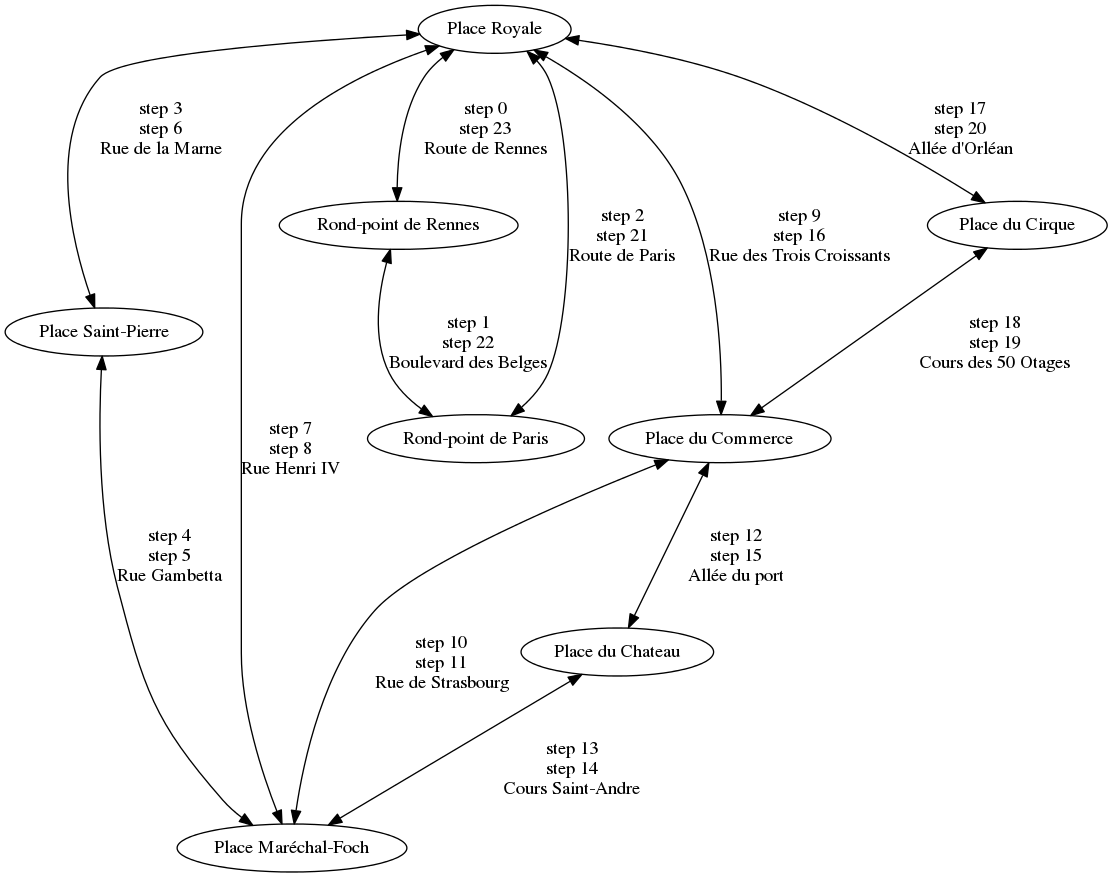 Place Royale
step 3
step 6
Rue de la Marne
step 0
step 23
Route de Rennes
step 17
step 20
Allée d'Orléan
Rond-point de Rennes
step 2
step 21
Route de Paris
step 9
step 16
Rue des Trois Croissants
Place du Cirque
Place Saint-Pierre
step 1
step 22
Boulevard des Belges
step 18
step 19
Cours des 50 Otages
step 7
step 8
Rue Henri IV
Rond-point de Paris
Place du Commerce
step 4
step 5
Rue Gambetta
step 12
step 15
Allée du port
step 10
step 11
Rue de Strasbourg
Place du Chateau
step 13
step 14
Cours Saint-Andre
Place Maréchal-Foch